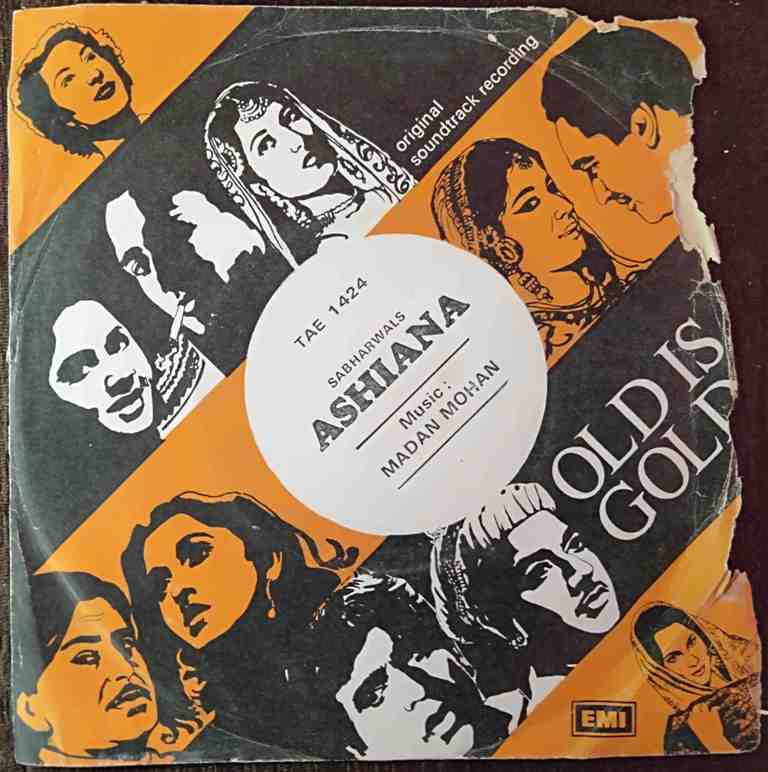 original
soundtrack recording
TAE 1424
SABHARWALS
ASHIANA
Music :
MADAN MOHAN
OLD IS
GOLD
EMI